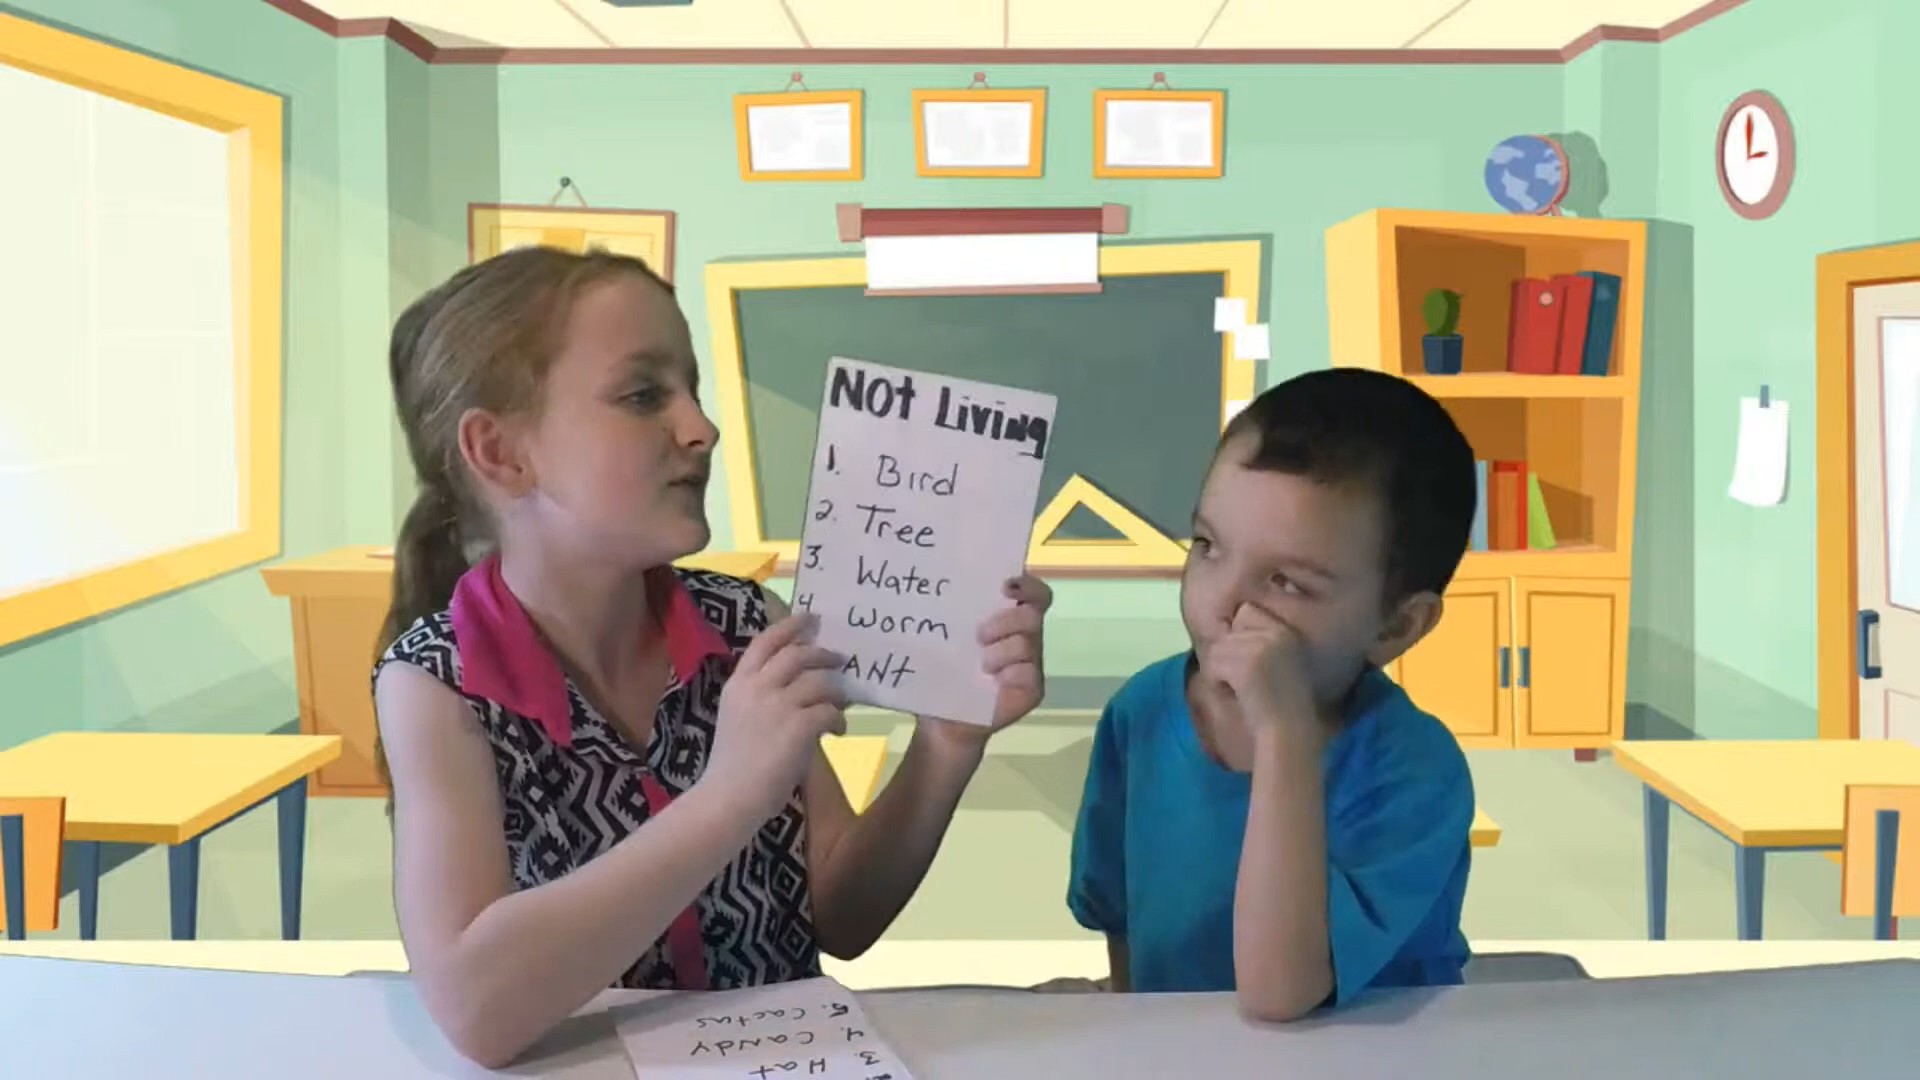 Not Living
1. Bird
2. Tree
3. Water
4 Worm
ANt
3. Hat
4. CANDY
5. Cactus